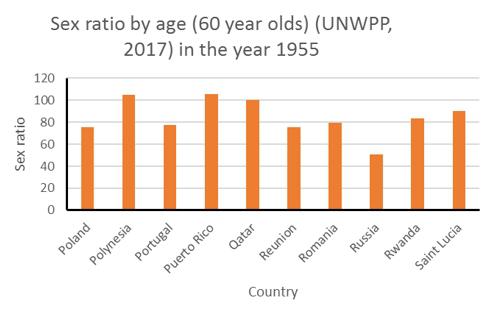 Sex ratio by age (60 year olds) (UNWPP,
2017) in the year 1955
120
100
80
60
40
20
0
Sex ratio
Poland
Polynesia
Portugal
Puerto Rico
Qatar
Reunion
Romania
Russia
Rwanda
Saint Lucia
Country